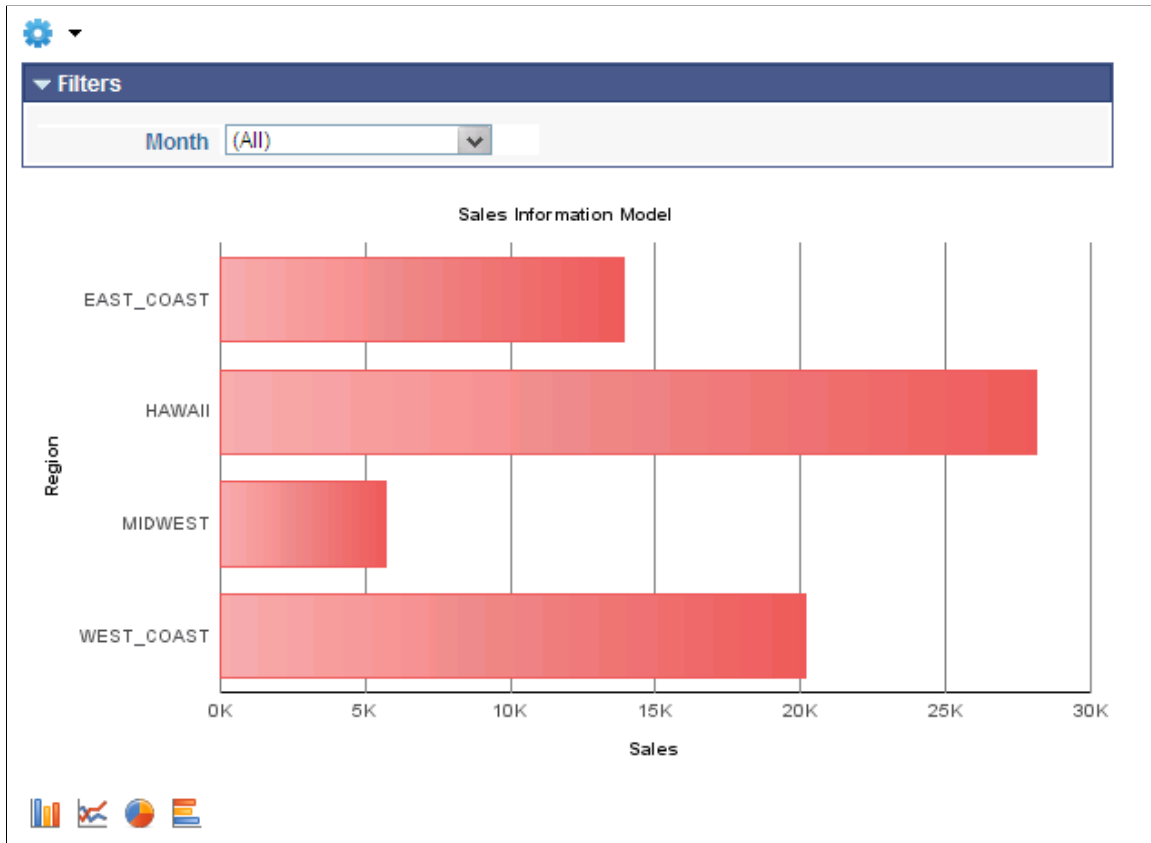 Filters
Month (All)
Sales Information Model
EAST_COAST
HAWAII
Region
MIDWEST
WEST_COAST
0K 5K 10K 15K 20K 25K 30K
Sales